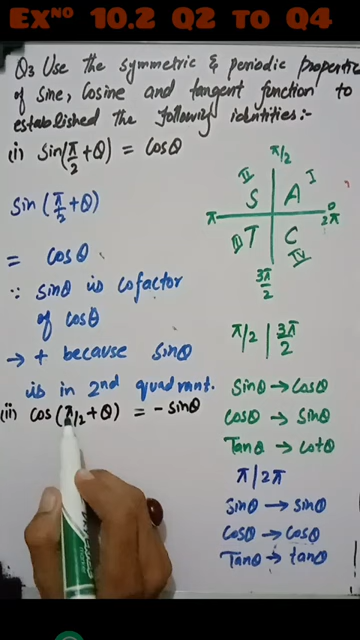 Ex NO 10.2 Q2 TO Q4
Q3 Use the symmetric & periodic properties
of sine, cosine and tangent function to
established the following identities:-
(i) sin(π/2 + θ) = cosθ
sin (π/2 + θ)
= cosθ
∵ sinθ is cofactor
of cosθ
→ + because sinθ
is in 2nd quadrant.
(ii) cos (π/2 + θ) = - sinθ
π/2
II I
S A
π 0
2π
III T C
IV
3π/2
π/2 | 3π/2
Sinθ → Cosθ
Cosθ → Sinθ
Tanθ → Cotθ
π/2π
Sinθ → sinθ
Cosθ → Cosθ
Tanθ → tanθ